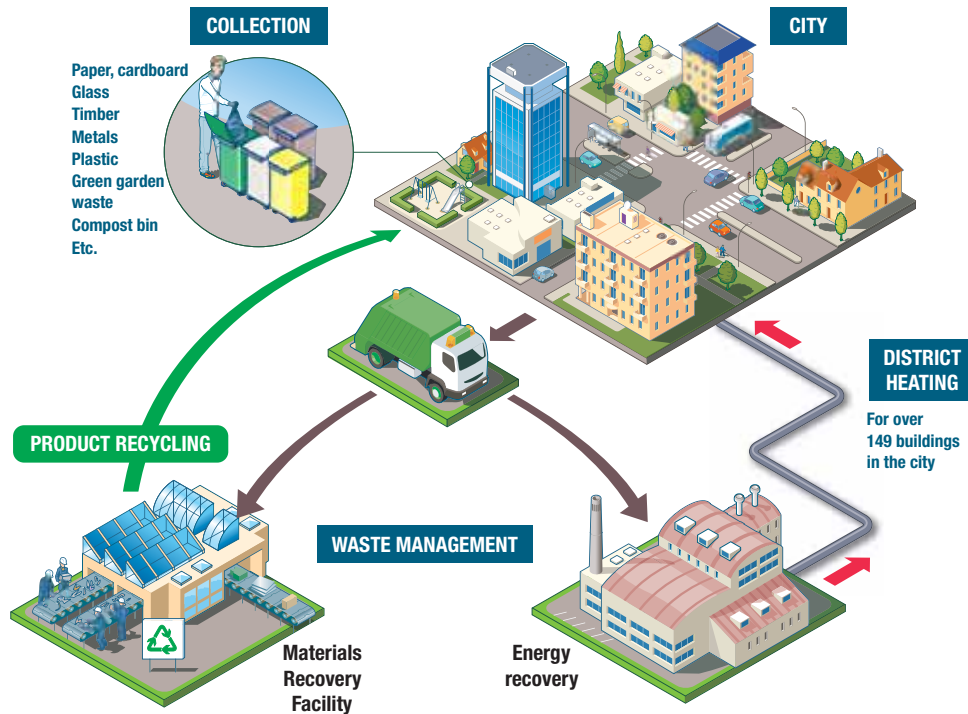 COLLECTION
Paper, cardboard
Glass
Timber
Metals
Plastic
Green garden
waste
Compost bin
Etc.
CITY
DISTRICT
HEATING
For over
149 buildings
in the city
PRODUCT RECYCLING
WASTE MANAGEMENT
Materials
Recovery
Facility
Energy
recovery